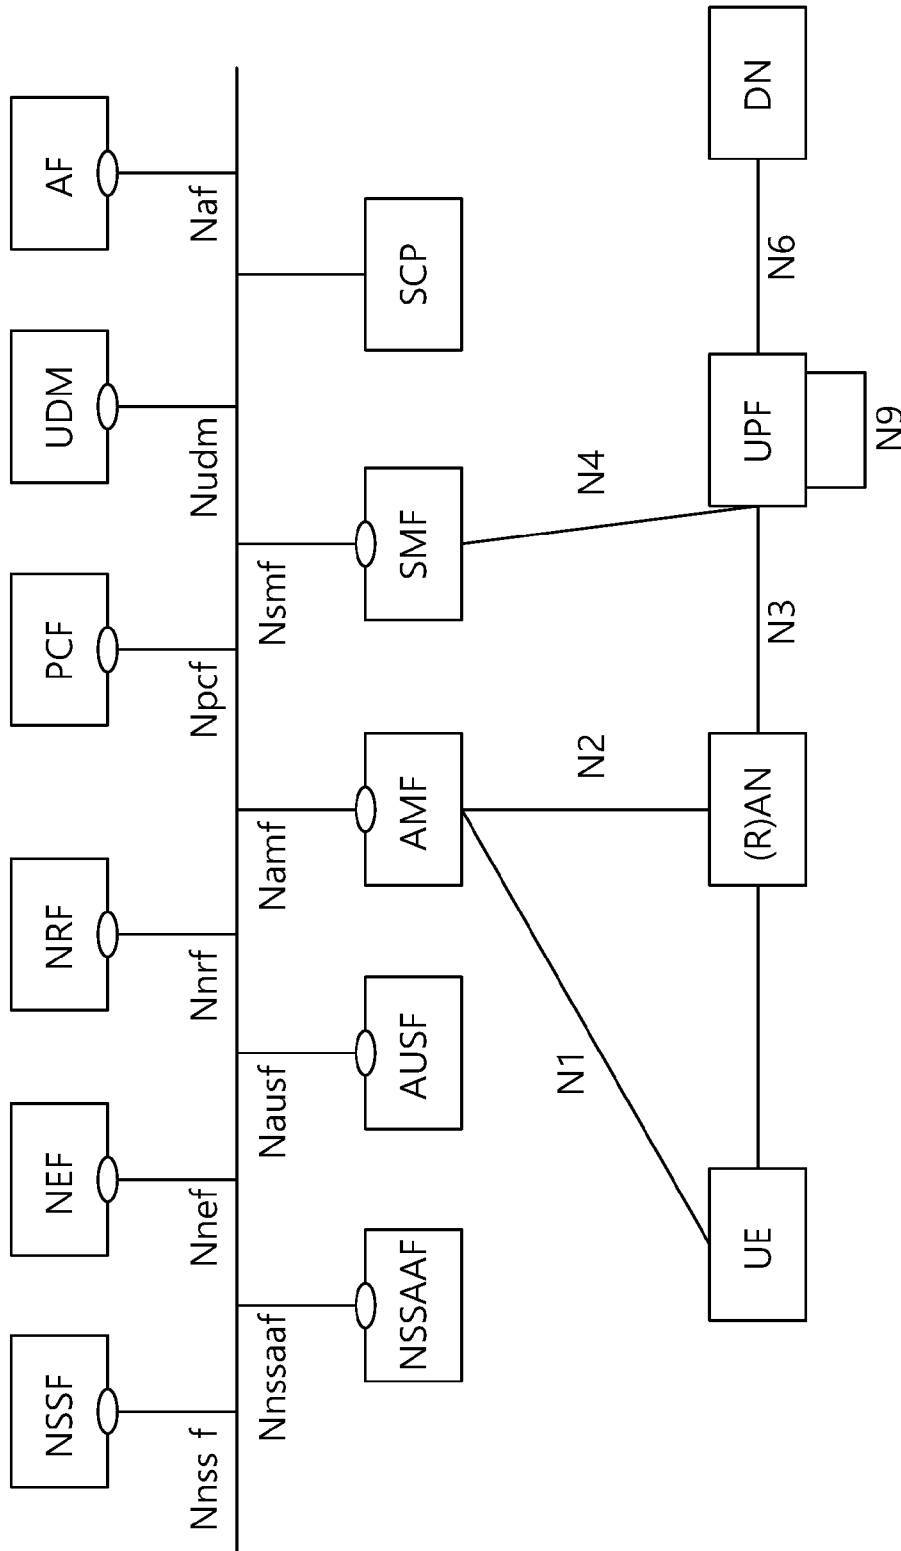 NSSF
NEF
NRF
PCF
UDM
AF
Nnss f
Nnef
Nnrf
Npcf
Nudm
Naf
Nnssaaf
Nausf
Namf
Nsmf
NSSAAF
AUSF
AMF
SMF
SCP
N1
N2
N4
UE
(R)AN
N3
UPF
N6
DN
N9